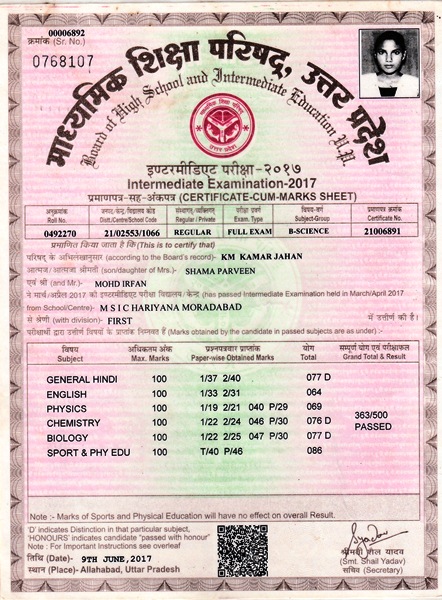 00006892
क्रमांक (Sr. No.)
0768107
माध्यमिक शिक्षा परिषद्, उत्तर प्रदेश
Board of High School and Intermediate Education U.P.
इण्टरमीडिएट परीक्षा-२०१७
Intermediate Examination-2017
प्रमाणपत्र-सह-अंकपत्र (CERTIFICATE-CUM-MARKS SHEET)
अनुक्रमांक जनपद/केन्द्र/विद्यालय कोड संस्थागत/व्यक्तिगत परीक्षा प्रकार विषय-वर्ग प्रमाणपत्र क्रमांक
Roll No. Distt./Centre/School Code Regular / Private Exam. Type Subject-Group Certificate No.
0492270 21/02553/1066 REGULAR FULL EXAM B-SCIENCE 21006891
प्रमाणित किया जाता है कि (This is to certify that)
परिषद् के अभिलेखानुसार (according to the Board's record)- KM KAMAR JAHAN
आत्मज/आत्मजा श्रीमती (son/daughter of Mrs.)- SHAMA PARVEEN
एवं श्री (and Mr.)- MOHD IRFAN
ने मार्च/अप्रैल 2017 की इण्टरमीडिएट परीक्षा विद्यालय/केन्द्र (has passed Intermediate Examination held in March/April 2017
from School/Centre)- M S I C HARIYANA MORADABAD
से श्रेणी (with division)- FIRST में उत्तीर्ण की है।
परीक्षार्थी द्वारा उत्तीर्ण विषयों के प्राप्तांक निम्नवत हैं (Marks obtained by the candidate in passed subjects are as under)-
विषय अधिकतम अंक प्रश्नपत्रवार प्राप्तांक योग सम्पूर्ण योग एवं परीक्षाफल
Subject Max. Marks Paper-wise Obtained Marks Total Grand Total & Result
GENERAL HINDI 100 1/37 2/40 077 D
ENGLISH 100 1/33 2/31 064
PHYSICS 100 1/19 2/21 040 P/29 069
363/500
CHEMISTRY 100 1/22 2/24 046 P/30 076 D
PASSED
BIOLOGY 100 1/22 2/25 047 P/30 077 D
SPORT & PHY EDU 100 T/40 P/46 086
Note :- Marks of Sports and Physical Education will have no effect on overall Result.
'D' indicates Distinction in that particular subject,
'HONOURS' indicates candidate "passed with honour"
Note :- For Important Instructions see overleaf
तिथि (Date)- 9TH JUNE,2017
स्थान (Place)- Allahabad, Uttar Pradesh
श्रीमती शैल यादव
(Smt. Shail Yadav)
सचिव (Secretary)